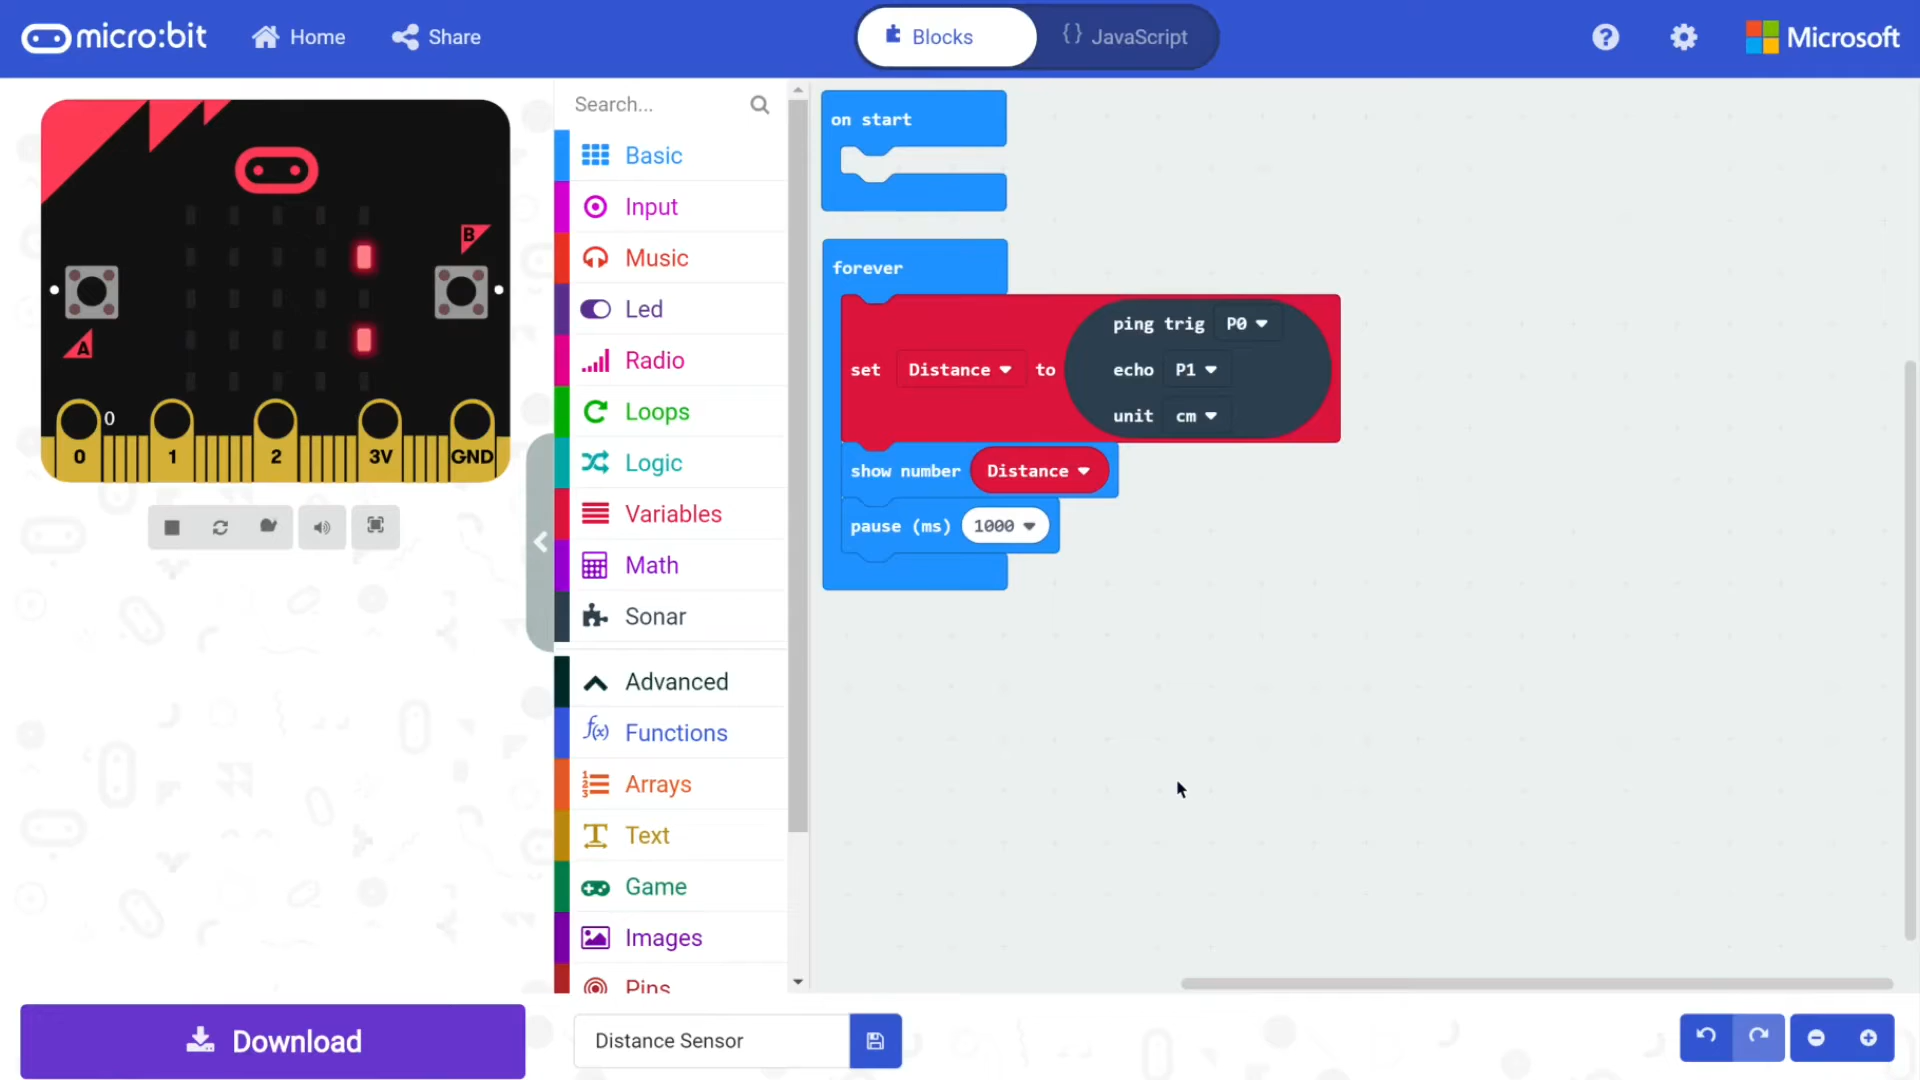 micro:bit
Home
Share
Blocks
{} JavaScript
?
Microsoft
B
A
0
0
1
2
3V
GND
Search...
Basic
Input
Music
Led
Radio
Loops
Logic
Variables
Math
Sonar
Advanced
f(x) Functions
Arrays
Text
Game
Images
Pins
on start
forever
set Distance to
ping trig P0
echo P1
unit cm
show number Distance
pause (ms) 1000
Download
Distance Sensor